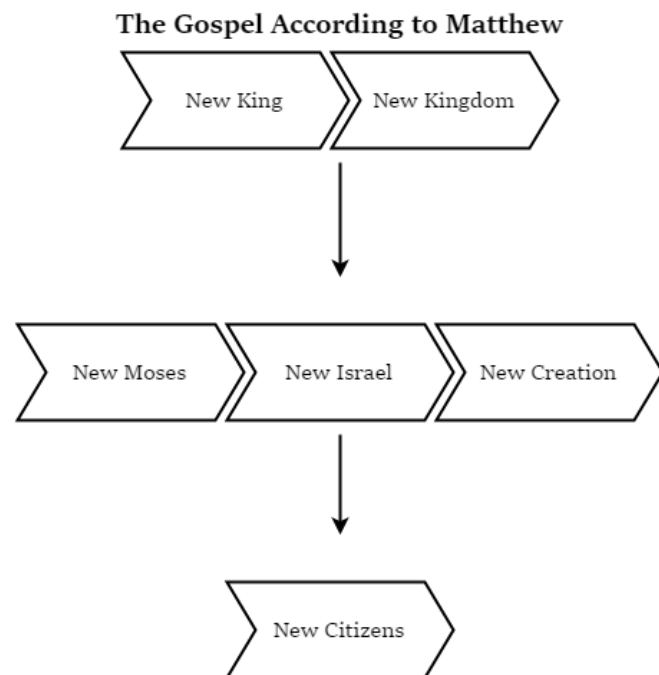 The Gospel According to Matthew
New King
New Kingdom
New Moses
New Israel
New Creation
New Citizens